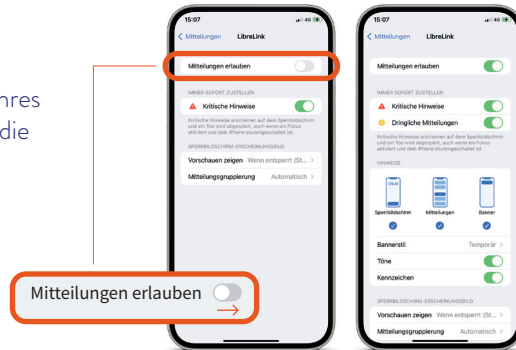 hres
die
15:07
4G
Mitteilungen
LibreLink
Mitteilungen erlauben
IMMER SOFORT ZUSTELLEN
Kritische Hinweise
Kritische Hinweise erscheinen auf dem Sperrbildschirm
und ein Ton wird abgespielt, auch wenn ein Fokus
aktiviert und dein iPhone stummgeschaltet ist.
SPERRBILDSCHIRM-ERSCHEINUNGSBILD
Vorschauen zeigen Wenn entsperrt (St...
Mitteilungsgruppierung Automatisch
Mitteilungen erlauben
15:07
4G
Mitteilungen
LibreLink
Mitteilungen erlauben
IMMER SOFORT ZUSTELLEN
Kritische Hinweise
Dringliche Mitteilungen
Kritische Hinweise erscheinen auf dem Sperrbildschirm
und ein Ton wird abgespielt, auch wenn ein Fokus
aktiviert und dein iPhone stummgeschaltet ist.
HINWEISE
09:41
Sperrbildschirm Mitteilungen Banner
Bannerstil Temporär
Töne
Kennzeichen
SPERRBILDSCHIRM-ERSCHEINUNGSBILD
Vorschauen zeigen Wenn entsperrt (St...
Mitteilungsgruppierung Automatisch